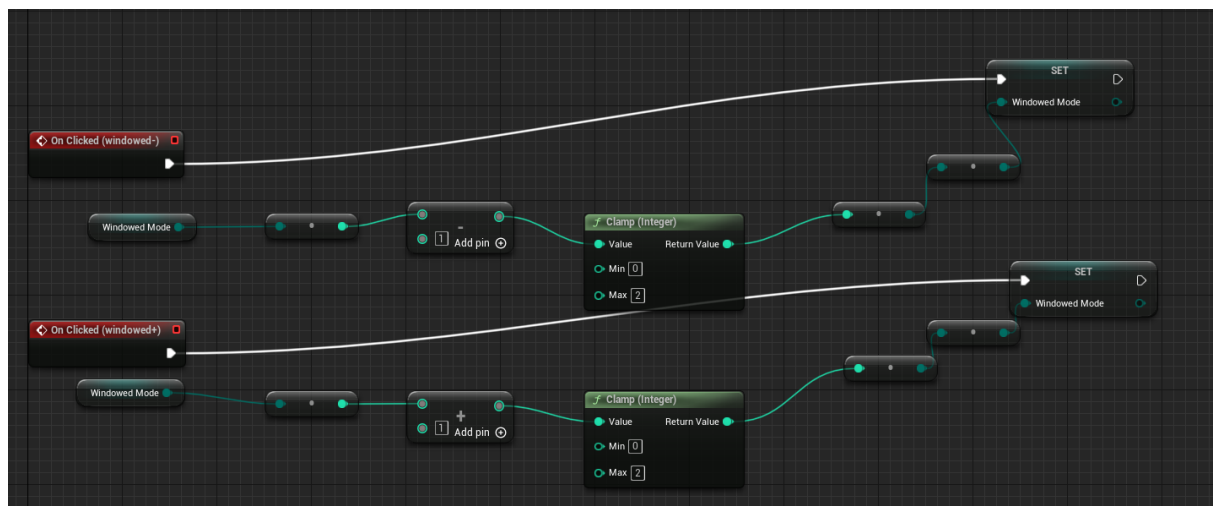 SET
Windowed Mode
On Clicked (windowed-)
Windowed Mode
-
1 Add pin
f Clamp (Integer)
Value Return Value
Min 0
Max 2
SET
Windowed Mode
On Clicked (windowed+)
Windowed Mode
+
1 Add pin
f Clamp (Integer)
Value Return Value
Min 0
Max 2